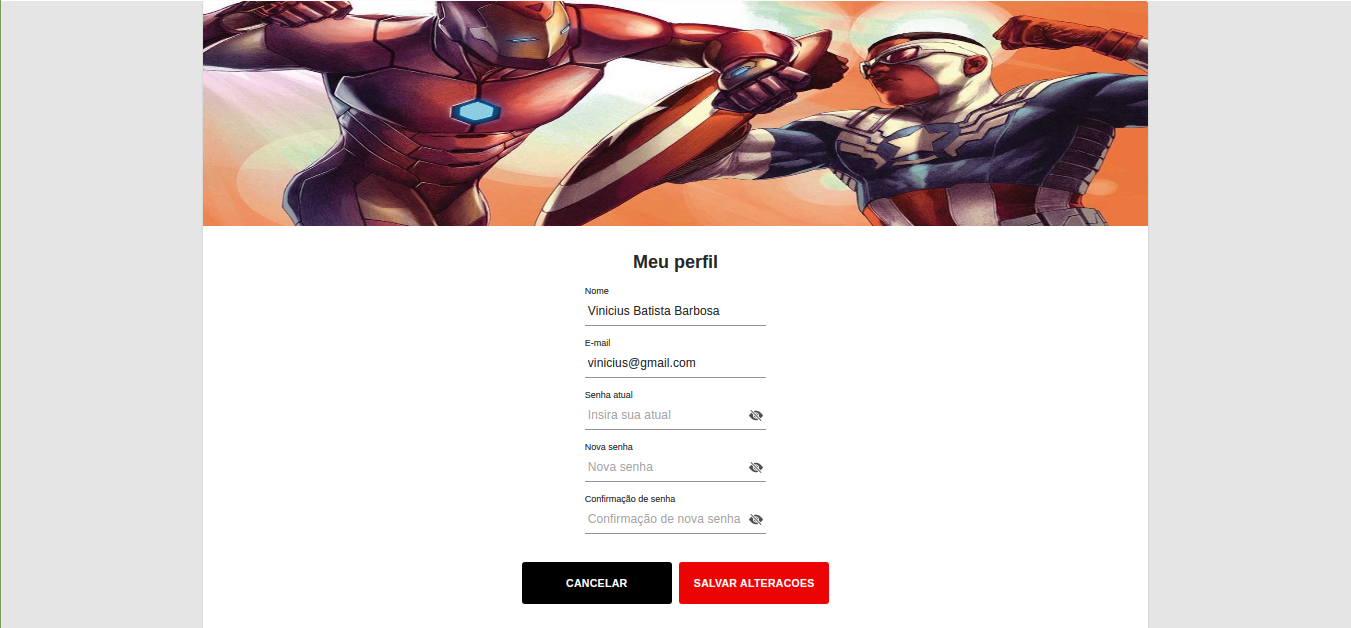 Meu perfil
Nome
Vinicius Batista Barbosa
E-mail
vinicius@gmail.com
Senha atual
Insira sua atual
Nova senha
Nova senha
Confirmação de senha
Confirmação de nova senha
CANCELAR SALVAR ALTERACOES